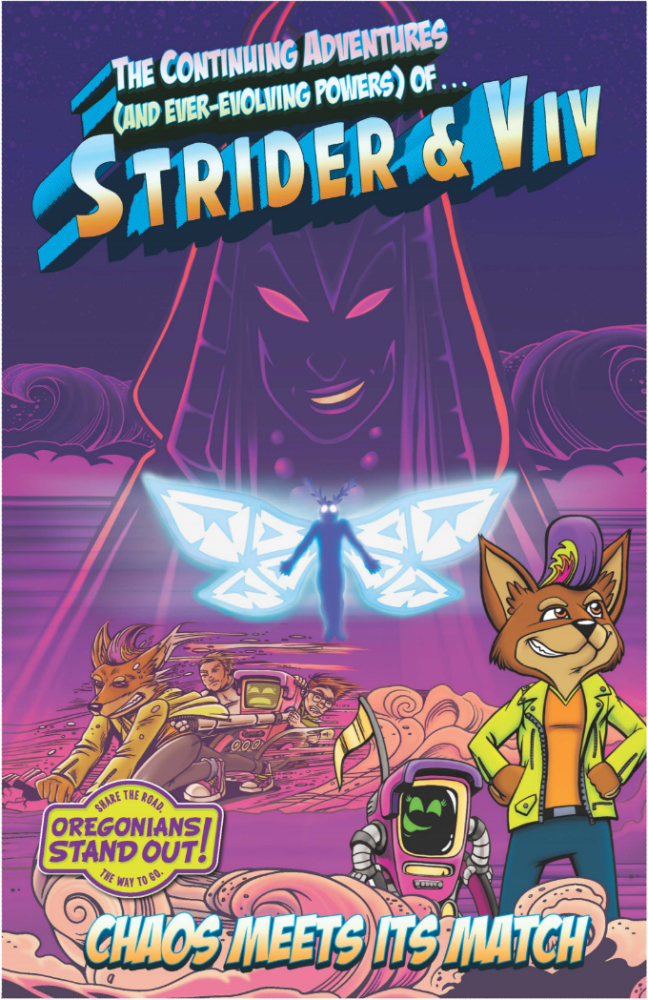 THE CONTINUING ADVENTURES
(AND EVER-EVOLVING POWERS) OF...
STRIDER & VIV
SHARE THE ROAD.
OREGONIANS
STAND OUT!
THE WAY TO GO.
CHAOS MEETS ITS MATCH